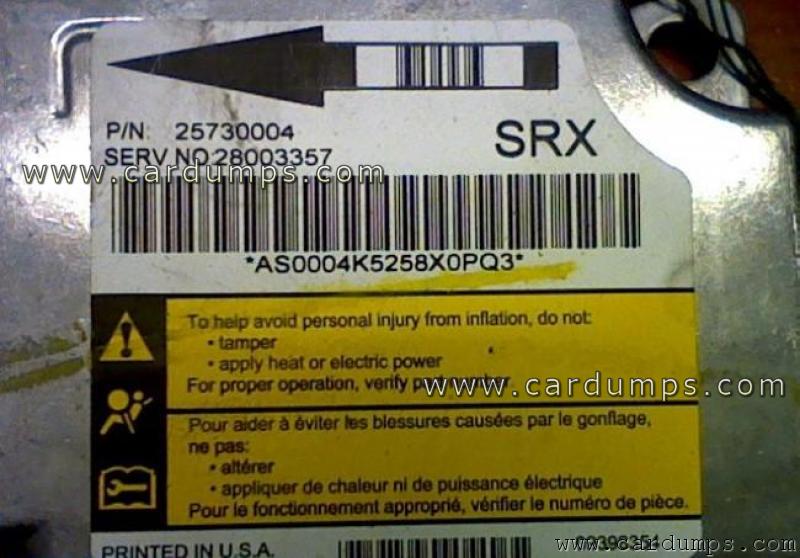 P/N: 25730004
SRX
SERV NO: 28003357
www.cardumps.com
*AS0004K5258X0PQ3*
To help avoid personal injury from inflation, do not:
• tamper
• apply heat or electric power
For proper operation, verify part number.
www.cardumps.com
Pour aider à éviter les blessures causées par le gonflage,
ne pas:
• altérer
• appliquer de chaleur ni de puissance électrique
Pour le fonctionnement approprié, vérifier le numéro de pièce.
www.cardumps.com
PRINTED IN U.S.A.